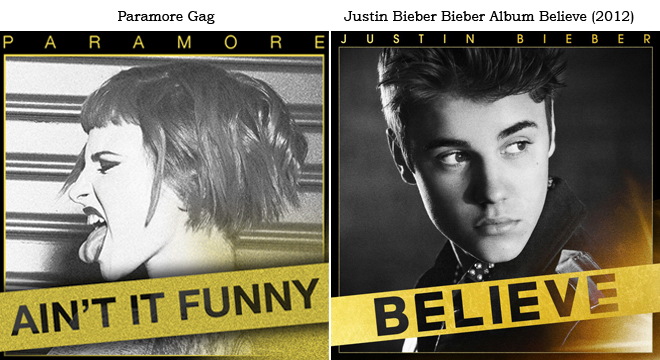 Paramore Gag
Justin Bieber Bieber Album Believe (2012)
PARAMORE
JUSTIN BIEBER
AIN'T IT FUNNY
BELIEVE